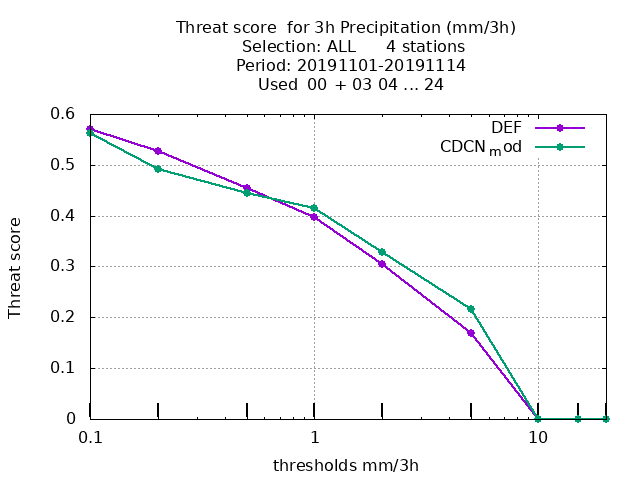 Threat score  for 3h Precipitation (mm/3h)
Selection: ALL      4 stations
Period: 20191101-20191114
Used  00  + 03 04 ... 24
DEF
CDCN_mod
0.6
0.5
0.4
0.3
0.2
0.1
0
Threat score
0.1
1
10
thresholds mm/3h